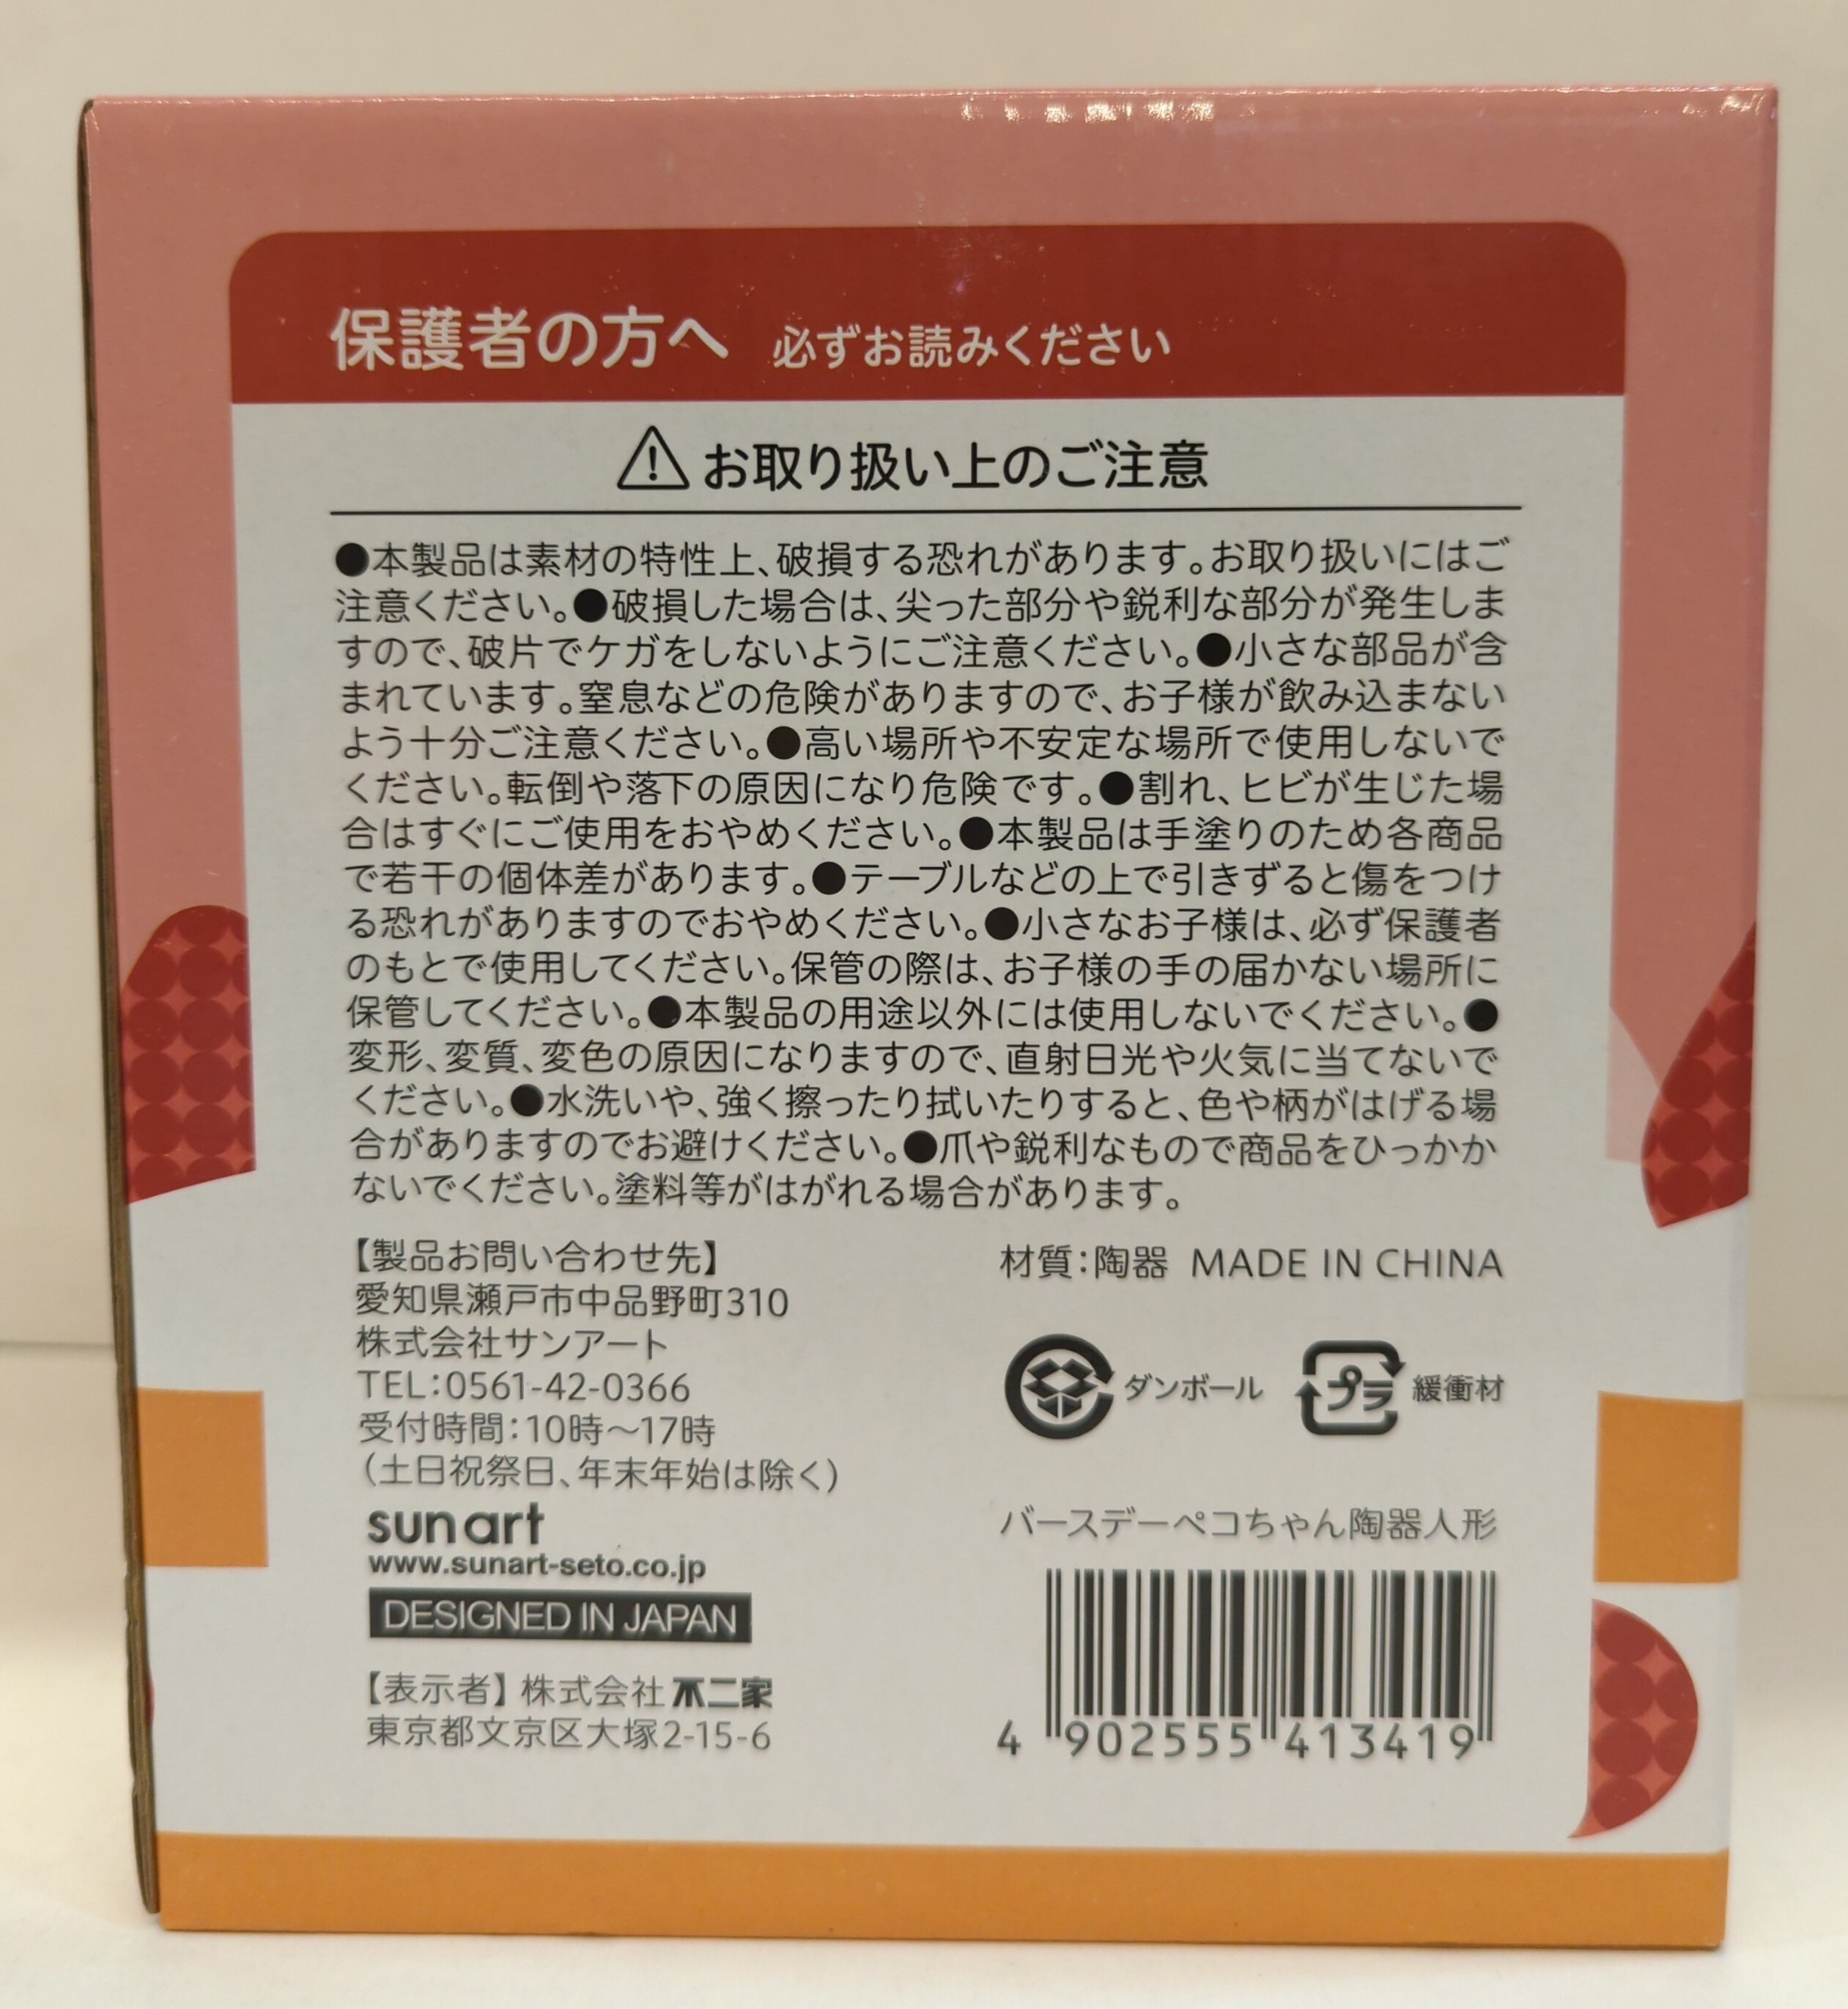 保護者の方へ 必ずお読みください
お取り扱い上のご注意
●本製品は素材の特性上、破損する恐れがあります。お取り扱いにはご
注意ください。●破損した場合は、尖った部分や鋭利な部分が発生しま
すので、破片でケガをしないようにご注意ください。●小さな部品が含
まれています。窒息などの危険がありますので、お子様が飲み込まない
よう十分ご注意ください。●高い場所や不安定な場所で使用しないで
ください。転倒や落下の原因になり危険です。●割れ、ヒビが生じた場
合はすぐにご使用をおやめください。●本製品は手塗りのため各商品
で若干の個体差があります。●テーブルなどの上で引きずると傷をつけ
る恐れがありますのでおやめください。●小さなお子様は、必ず保護者
のもとで使用してください。保管の際は、お子様の手の届かない場所に
保管してください。●本製品の用途以外には使用しないでください。●
変形、変質、変色の原因になりますので、直射日光や火気に当てないで
ください。●水洗いや、強く擦ったり拭いたりすると、色や柄がはげる場
合がありますのでお避けください。●爪や鋭利なもので商品をひっかか
ないでください。塗料等がはがれる場合があります。
【製品お問い合わせ先】
愛知県瀬戸市中品野町310
株式会社サンアート
TEL:0561-42-0366
受付時間:10時〜17時
(土日祝祭日、年末年始は除く)
sunart
www.sunart-seto.co.jp
DESIGNED IN JAPAN
【表示者】株式会社不二家
東京都文京区大塚2-15-6
材質:陶器 MADE IN CHINA
ダンボール プラ 緩衝材
バースデーペコちゃん陶器人形
4 902555 413419